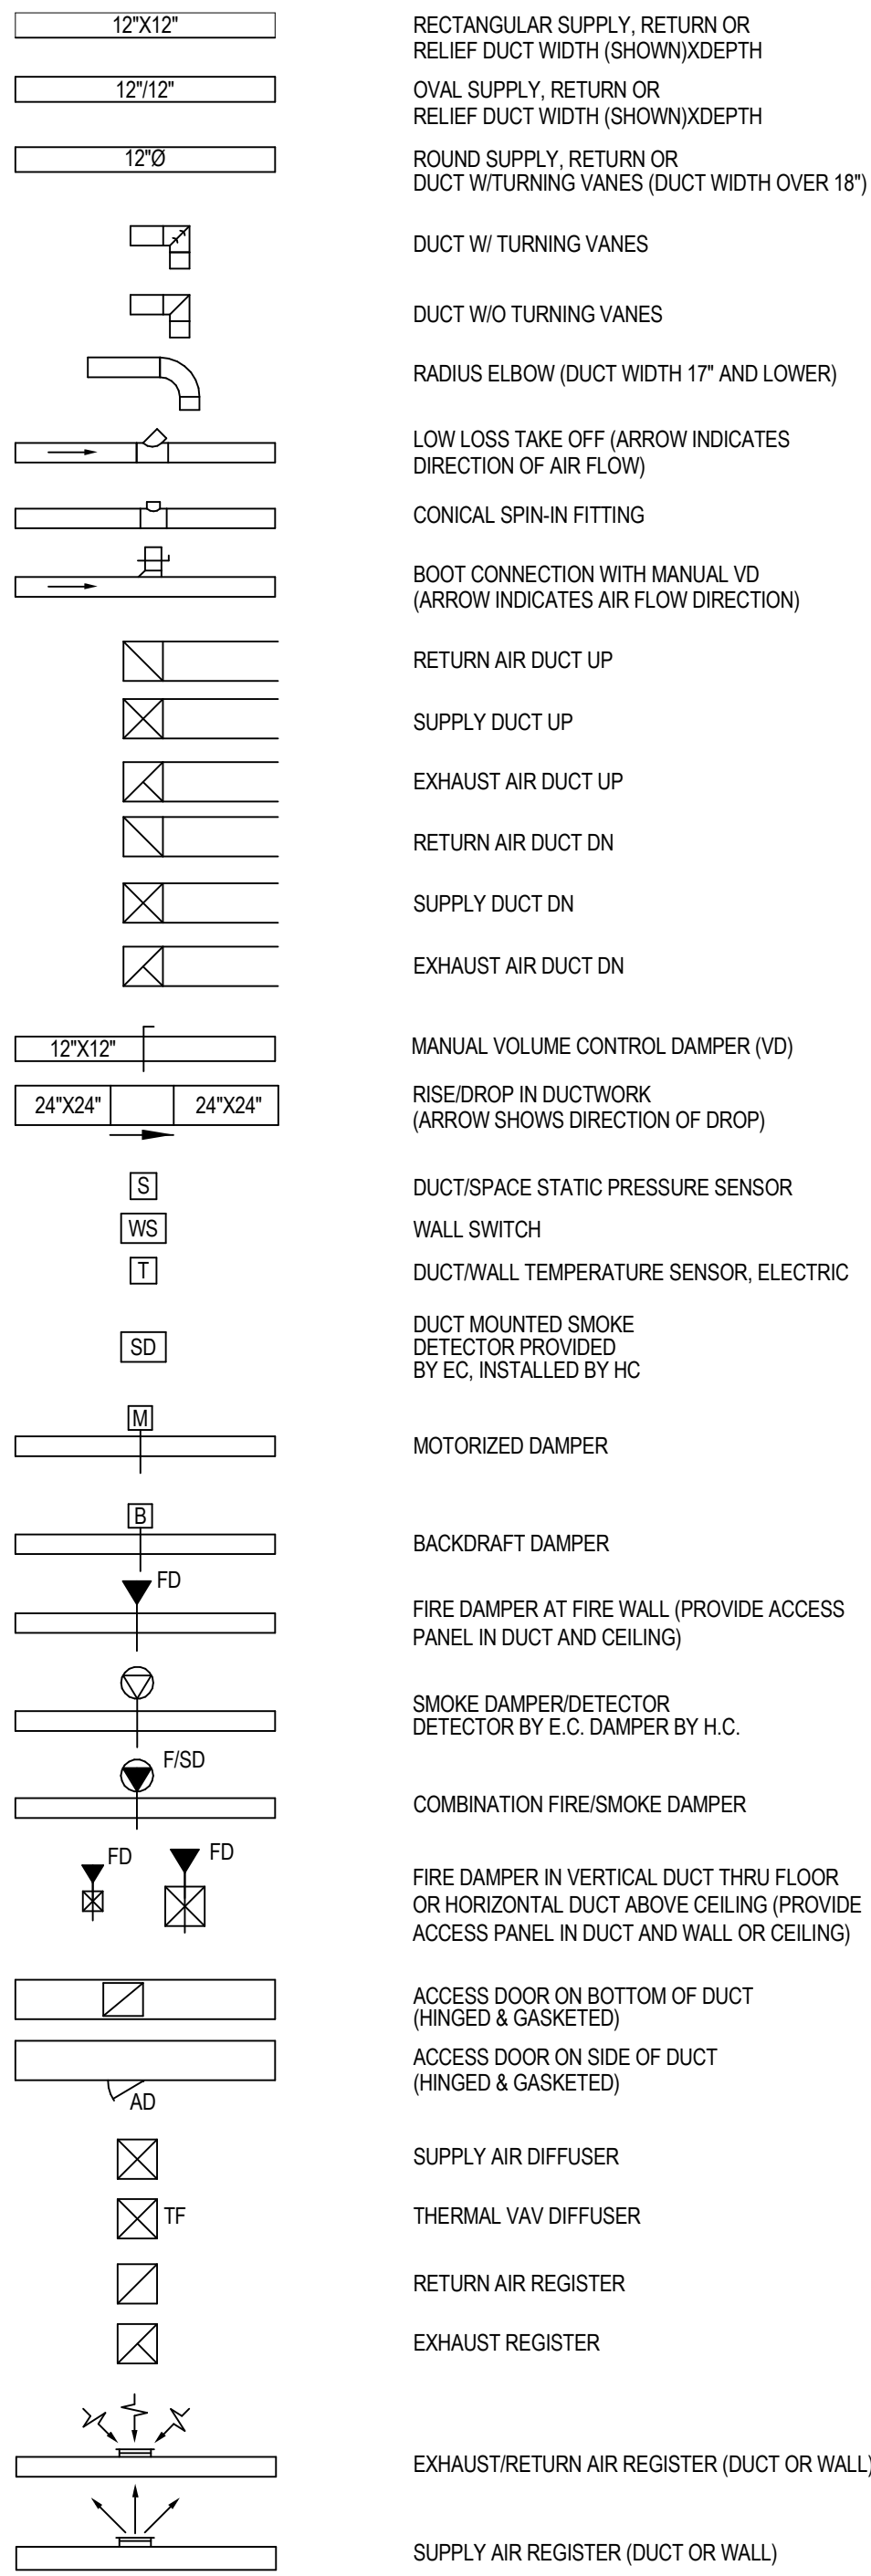 12"X12"
RECTANGULAR SUPPLY, RETURN OR
RELIEF DUCT WIDTH (SHOWN)XDEPTH
12"/12"
OVAL SUPPLY, RETURN OR
RELIEF DUCT WIDTH (SHOWN)XDEPTH
12"Ø
ROUND SUPPLY, RETURN OR
DUCT W/TURNING VANES (DUCT WIDTH OVER 18")
DUCT W/ TURNING VANES
DUCT W/O TURNING VANES
RADIUS ELBOW (DUCT WIDTH 17" AND LOWER)
LOW LOSS TAKE OFF (ARROW INDICATES
DIRECTION OF AIR FLOW)
CONICAL SPIN-IN FITTING
BOOT CONNECTION WITH MANUAL VD
(ARROW INDICATES AIR FLOW DIRECTION)
RETURN AIR DUCT UP
SUPPLY DUCT UP
EXHAUST AIR DUCT UP
RETURN AIR DUCT DN
SUPPLY DUCT DN
EXHAUST AIR DUCT DN
12"X12"
MANUAL VOLUME CONTROL DAMPER (VD)
24"X24" 24"X24"
RISE/DROP IN DUCTWORK
(ARROW SHOWS DIRECTION OF DROP)
S
DUCT/SPACE STATIC PRESSURE SENSOR
WS
WALL SWITCH
T
DUCT/WALL TEMPERATURE SENSOR, ELECTRIC
SD
DUCT MOUNTED SMOKE
DETECTOR PROVIDED
BY EC, INSTALLED BY HC
M
MOTORIZED DAMPER
B
BACKDRAFT DAMPER
FD
FIRE DAMPER AT FIRE WALL (PROVIDE ACCESS
PANEL IN DUCT AND CEILING)
SMOKE DAMPER/DETECTOR
DETECTOR BY E.C. DAMPER BY H.C.
F/SD
COMBINATION FIRE/SMOKE DAMPER
FD FD
FIRE DAMPER IN VERTICAL DUCT THRU FLOOR
OR HORIZONTAL DUCT ABOVE CEILING (PROVIDE
ACCESS PANEL IN DUCT AND WALL OR CEILING)
ACCESS DOOR ON BOTTOM OF DUCT
(HINGED & GASKETED)
ACCESS DOOR ON SIDE OF DUCT
(HINGED & GASKETED)
AD
SUPPLY AIR DIFFUSER
TF
THERMAL VAV DIFFUSER
RETURN AIR REGISTER
EXHAUST REGISTER
EXHAUST/RETURN AIR REGISTER (DUCT OR WALL)
SUPPLY AIR REGISTER (DUCT OR WALL)